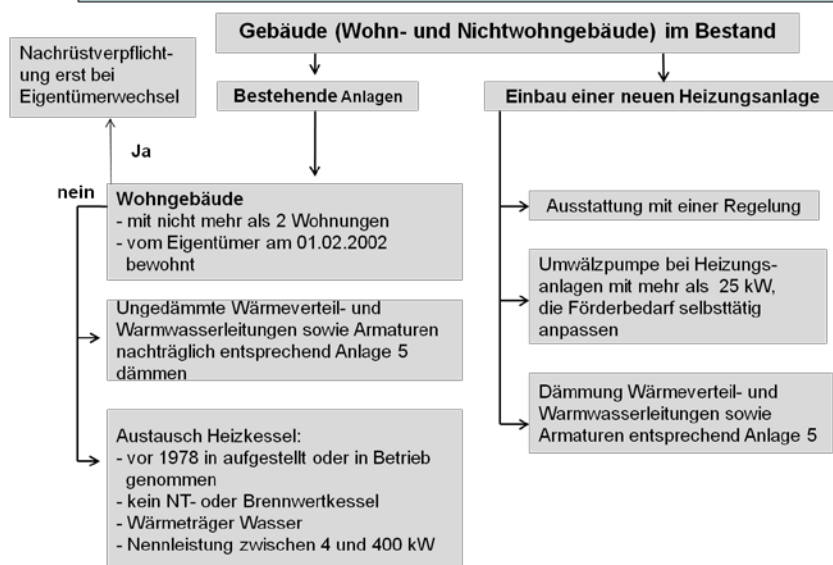 Gebäude (Wohn- und Nichtwohngebäude) im Bestand
Nachrüstverpflicht-
ung erst bei
Eigentümerwechsel
Bestehende Anlagen
Einbau einer neuen Heizungsanlage
Ja
nein
Wohngebäude
- mit nicht mehr als 2 Wohnungen
- vom Eigentümer am 01.02.2002
bewohnt
Ungedämmte Wärmeverteil- und
Warmwasserleitungen sowie Armaturen
nachträglich entsprechend Anlage 5
dämmen
Austausch Heizkessel:
- vor 1978 in aufgestellt oder in Betrieb
genommen
- kein NT- oder Brennwertkessel
- Wärmeträger Wasser
- Nennleistung zwischen 4 und 400 kW
Ausstattung mit einer Regelung
Umwälzpumpe bei Heizungs-
anlagen mit mehr als 25 kW,
die Förderbedarf selbsttätig
anpassen
Dämmung Wärmeverteil- und
Warmwasserleitungen sowie
Armaturen entsprechend Anlage 5